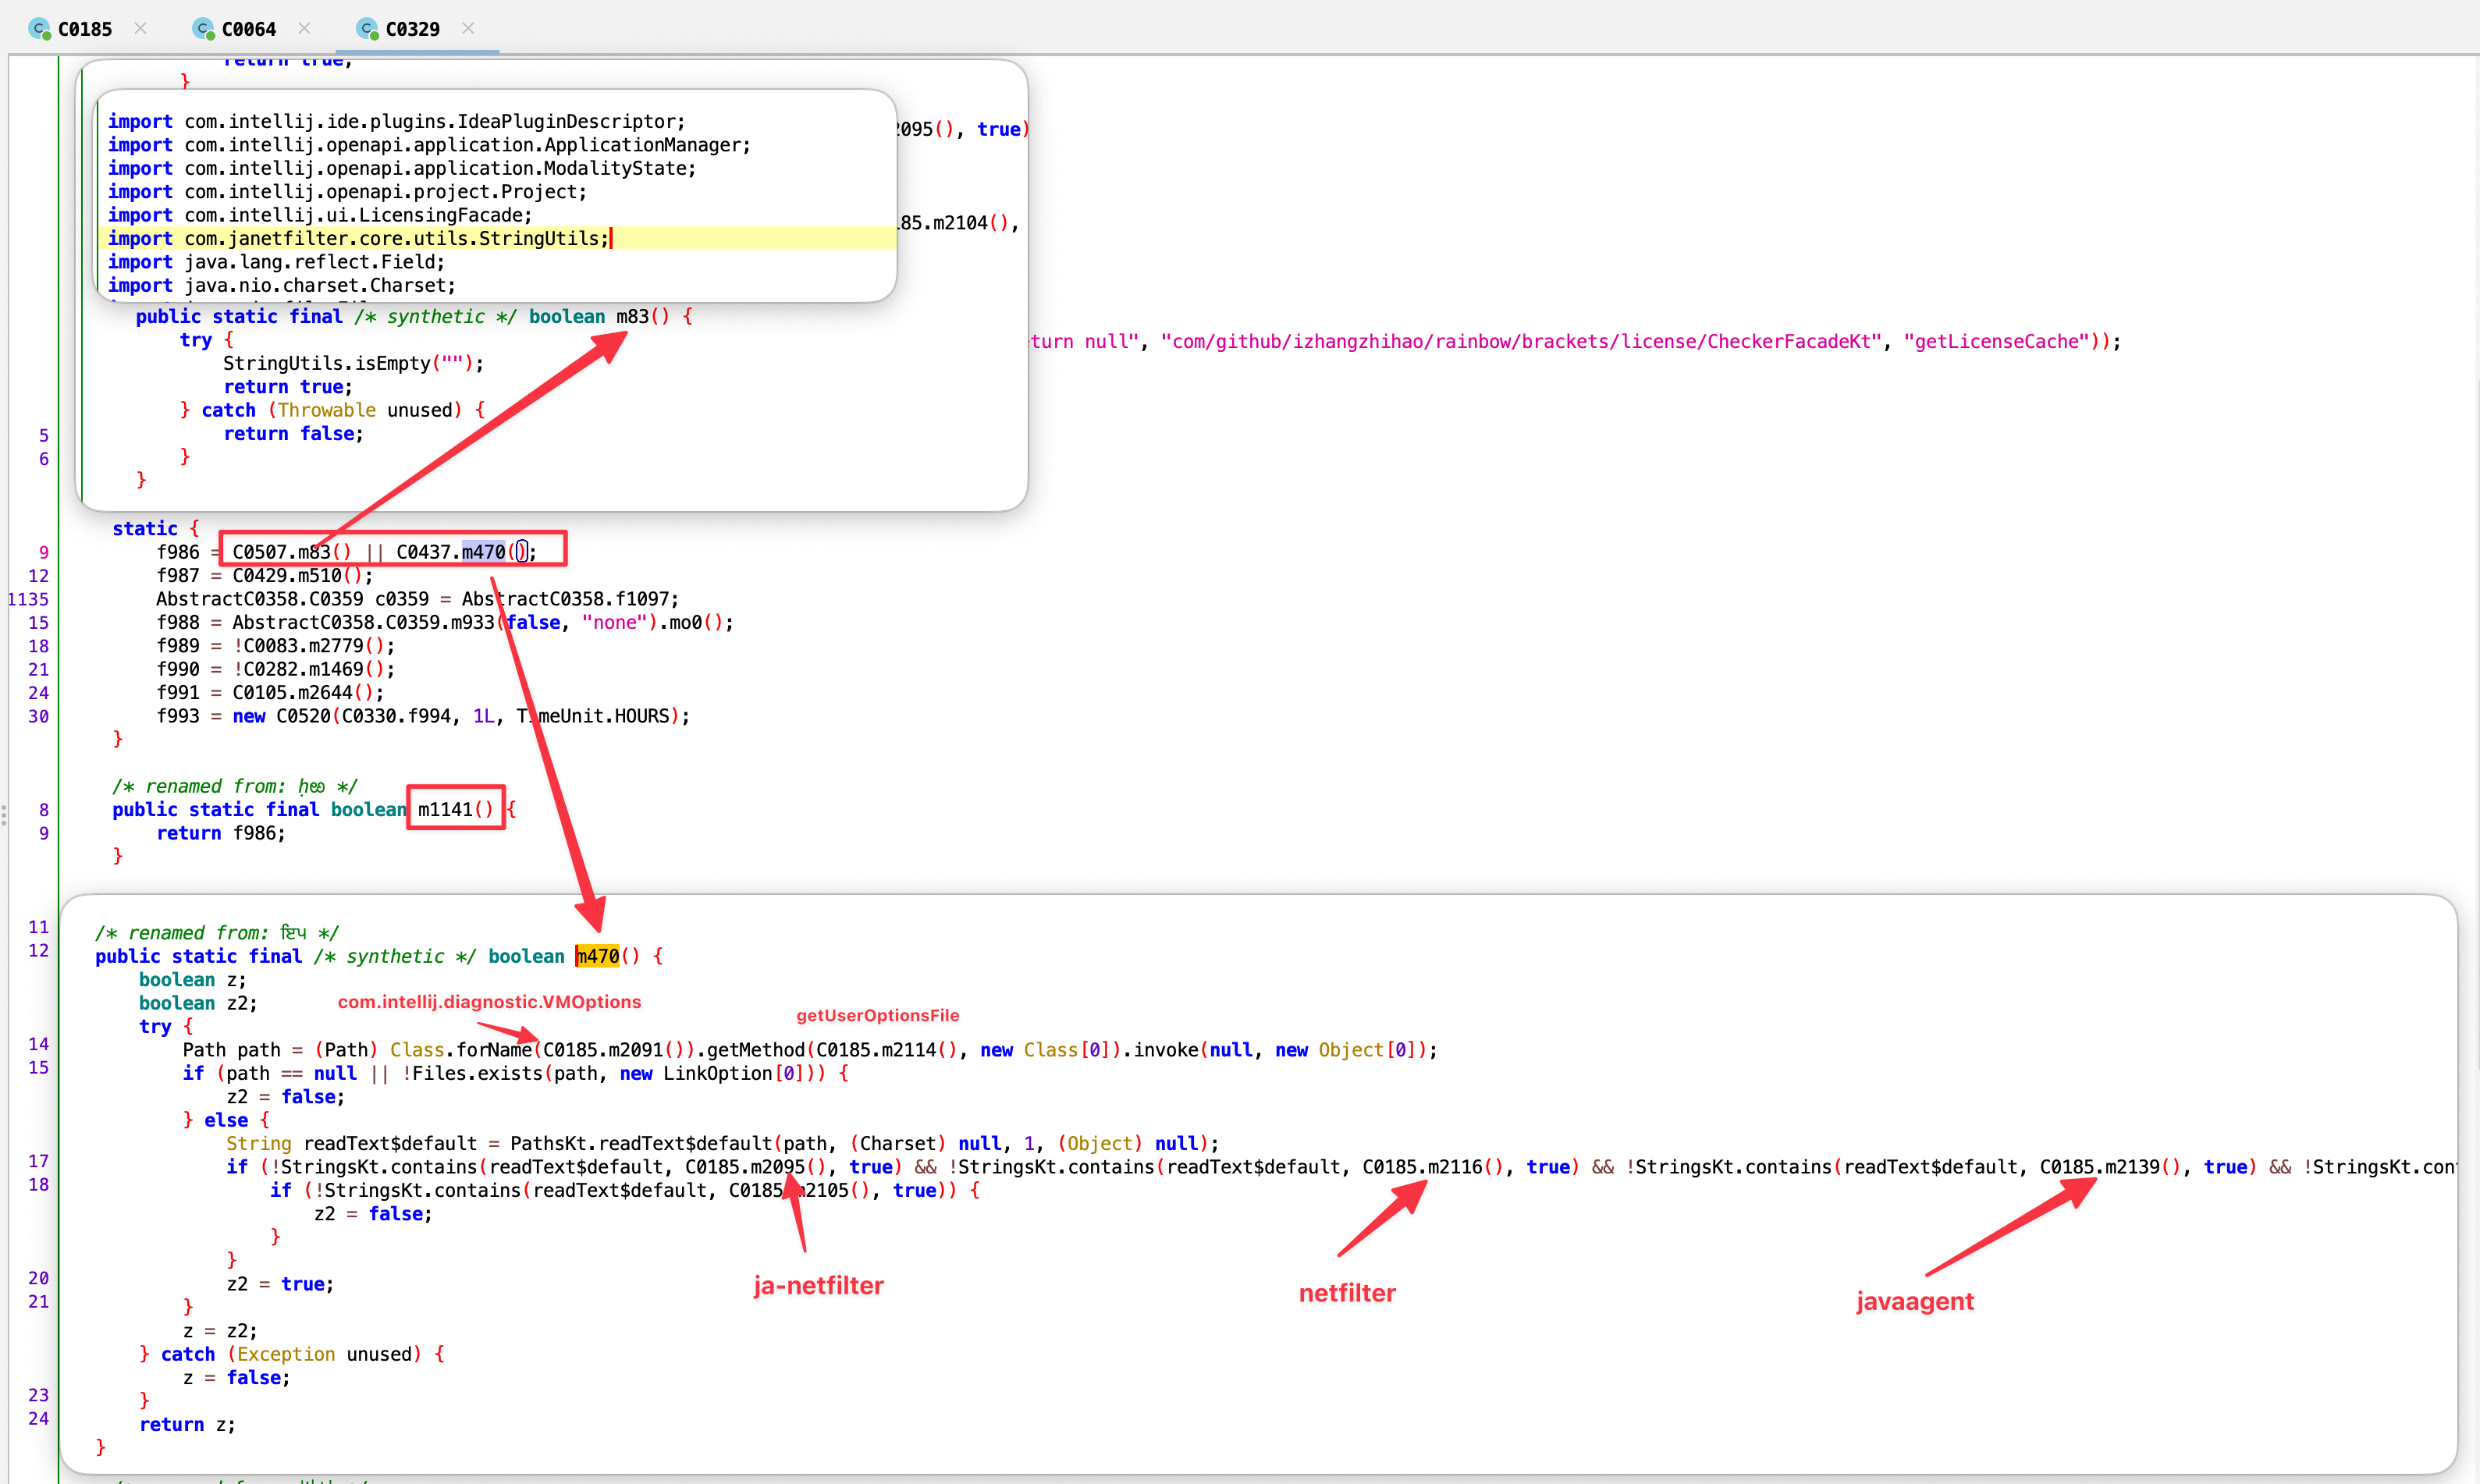 C0185
C0064
C0329
return true;
}
import com.intellij.ide.plugins.IdeaPluginDescriptor;
import com.intellij.openapi.application.ApplicationManager;
import com.intellij.openapi.application.ModalityState;
import com.intellij.openapi.project.Project;
import com.intellij.ui.LicensingFacade;
import com.janetfilter.core.utils.StringUtils;
import java.lang.reflect.Field;
import java.nio.charset.Charset;
2095(), true)
.85.m2104(),
public static final /* synthetic */ boolean m83() {
try {
turn null", "com/github/izhangzhihao/rainbow/brackets/license/CheckerFacadeKt", "getLicenseCache"));
StringUtils.isEmpty("");
return true;
} catch (Throwable unused) {
5 return false;
6 }
}
static {
9 f986 = C0507.m83() || C0437.m470();
12 f987 = C0429.m510();
1135 AbstractC0358.C0359 c0359 = AbstractC0358.f1097;
15 f988 = AbstractC0358.C0359.m933(false, "none").mo0();
18 f989 = !C0083.m2779();
21 f990 = !C0282.m1469();
24 f991 = C0105.m2644();
30 f993 = new C0520(C0330.f994, 1L, TimeUnit.HOURS);
}
/* renamed from: */
8 public static final boolean m1141() {
9 return f986;
}
11 /* renamed from: */
12 public static final /* synthetic */ boolean m470() {
boolean z;
boolean z2;
com.intellij.diagnostic.VMOptions
getUserOptionsFile
try {
14 Path path = (Path) Class.forName(C0185.m2091()).getMethod(C0185.m2114(), new Class[0]).invoke(null, new Object[0]);
15 if (path == null || !Files.exists(path, new LinkOption[0])) {
z2 = false;
} else {
String readText$default = PathsKt.readText$default(path, (Charset) null, 1, (Object) null);
17 if (!StringsKt.contains(readText$default, C0185.m2095(), true) && !StringsKt.contains(readText$default, C0185.m2116(), true) && !StringsKt.contains(readText$default, C0185.m2139(), true) && !StringsKt.con
18 if (!StringsKt.contains(readText$default, C0185.m2105(), true)) {
z2 = false;
}
}
20 z2 = true;
21 }
ja-netfilter
netfilter
javaagent
z = z2;
} catch (Exception unused) {
z = false;
23 }
24 return z;
}